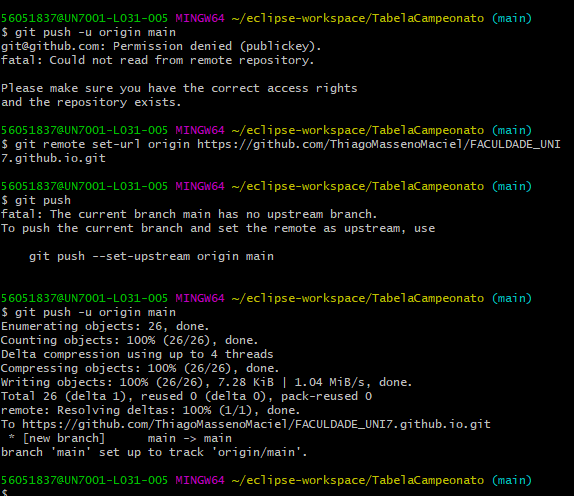 56051837@UN7001-L031-005 MINGW64 ~/eclipse-workspace/TabelaCampeonato (main)
$ git push -u origin main
git@github.com: Permission denied (publickey).
fatal: Could not read from remote repository.

Please make sure you have the correct access rights
and the repository exists.

56051837@UN7001-L031-005 MINGW64 ~/eclipse-workspace/TabelaCampeonato (main)
$ git remote set-url origin https://github.com/ThiagoMassenoMaciel/FACULDADE_UNI
7.github.io.git

56051837@UN7001-L031-005 MINGW64 ~/eclipse-workspace/TabelaCampeonato (main)
$ git push
fatal: The current branch main has no upstream branch.
To push the current branch and set the remote as upstream, use

    git push --set-upstream origin main


56051837@UN7001-L031-005 MINGW64 ~/eclipse-workspace/TabelaCampeonato (main)
$ git push -u origin main
Enumerating objects: 26, done.
Counting objects: 100% (26/26), done.
Delta compression using up to 4 threads
Compressing objects: 100% (26/26), done.
Writing objects: 100% (26/26), 7.28 KiB | 1.04 MiB/s, done.
Total 26 (delta 1), reused 0 (delta 0), pack-reused 0
remote: Resolving deltas: 100% (1/1), done.
To https://github.com/ThiagoMassenoMaciel/FACULDADE_UNI7.github.io.git
 * [new branch]      main -> main
branch 'main' set up to track 'origin/main'.

56051837@UN7001-L031-005 MINGW64 ~/eclipse-workspace/TabelaCampeonato (main)
$